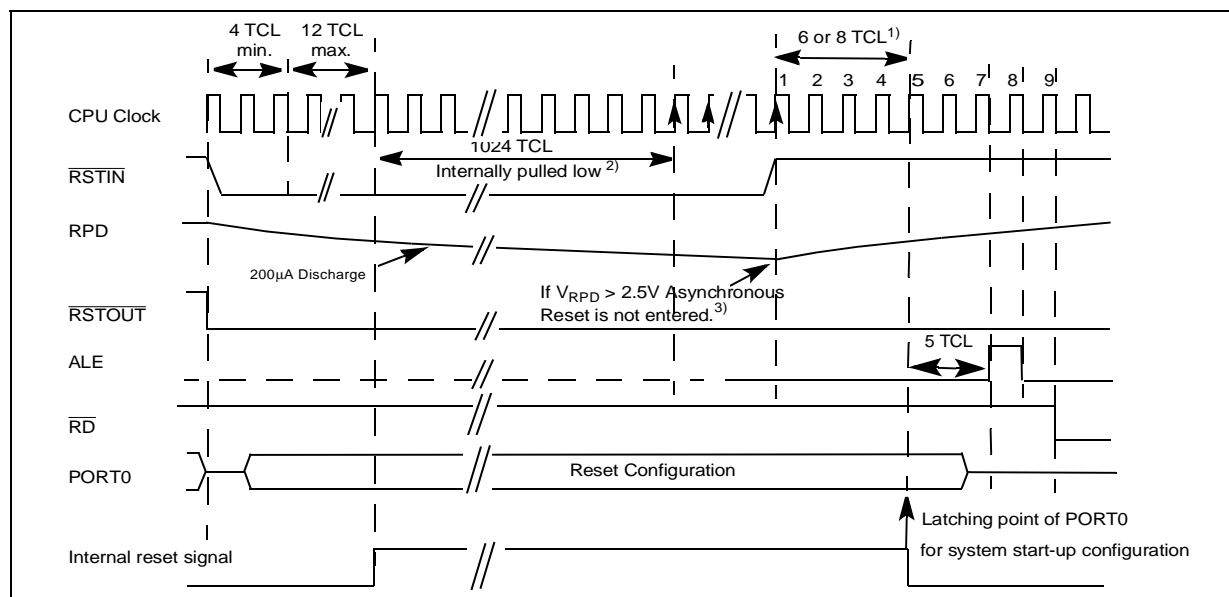 4 TCL
min.
12 TCL
max.
6 or 8 TCL1)
1 2 3 4 5 6 7 8 9
CPU Clock
1024 TCL
Internally pulled low 2)
RSTIN
RPD
200μA Discharge
If VRPD > 2.5V Asynchronous
Reset is not entered.3)
RSTOUT
5 TCL
ALE
RD
PORT0
Reset Configuration
Latching point of PORT0
for system start-up configuration
Internal reset signal